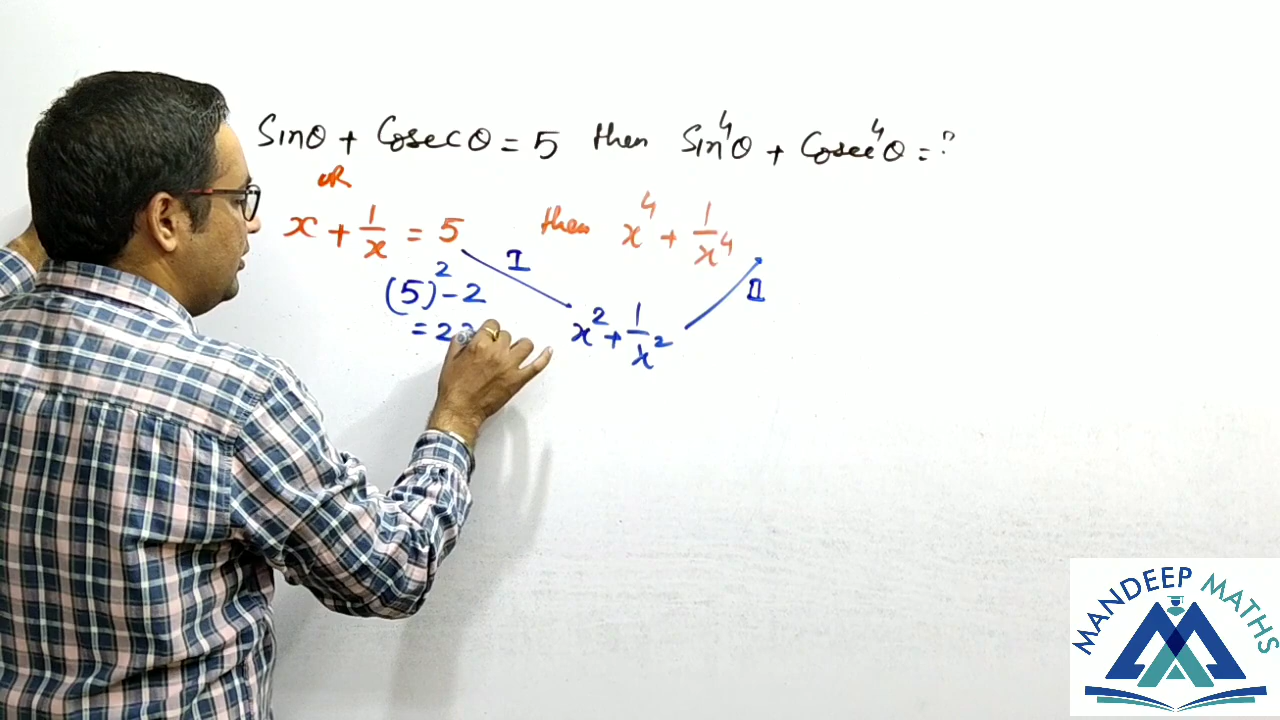 Sinθ + Cosecθ = 5 then Sin⁴θ + Cosec⁴θ = ?
OR
x + 1/x = 5 then x⁴ + 1/x⁴
I
II
(5)² - 2
x² + 1/x²
MANDEEP MATHS